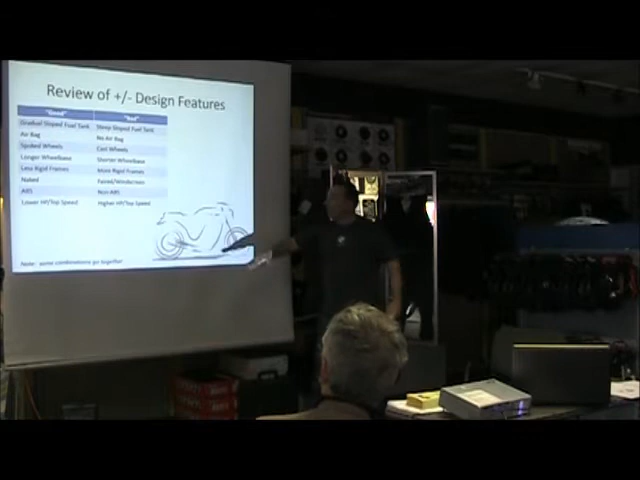 Review of +/- Design Features
"Good" "Bad"
Gradual Sloped Fuel Tank Steep Sloped Fuel Tank
Air Bag No Air Bag
Spoked Wheels Cast Wheels
Longer Wheelbase Shorter Wheelbase
Less Rigid Frames More Rigid Frames
Naked Faired/Windscreen
ABS Non-ABS
Lower HP/Top Speed Higher HP/Top Speed
Note: some combinations go together